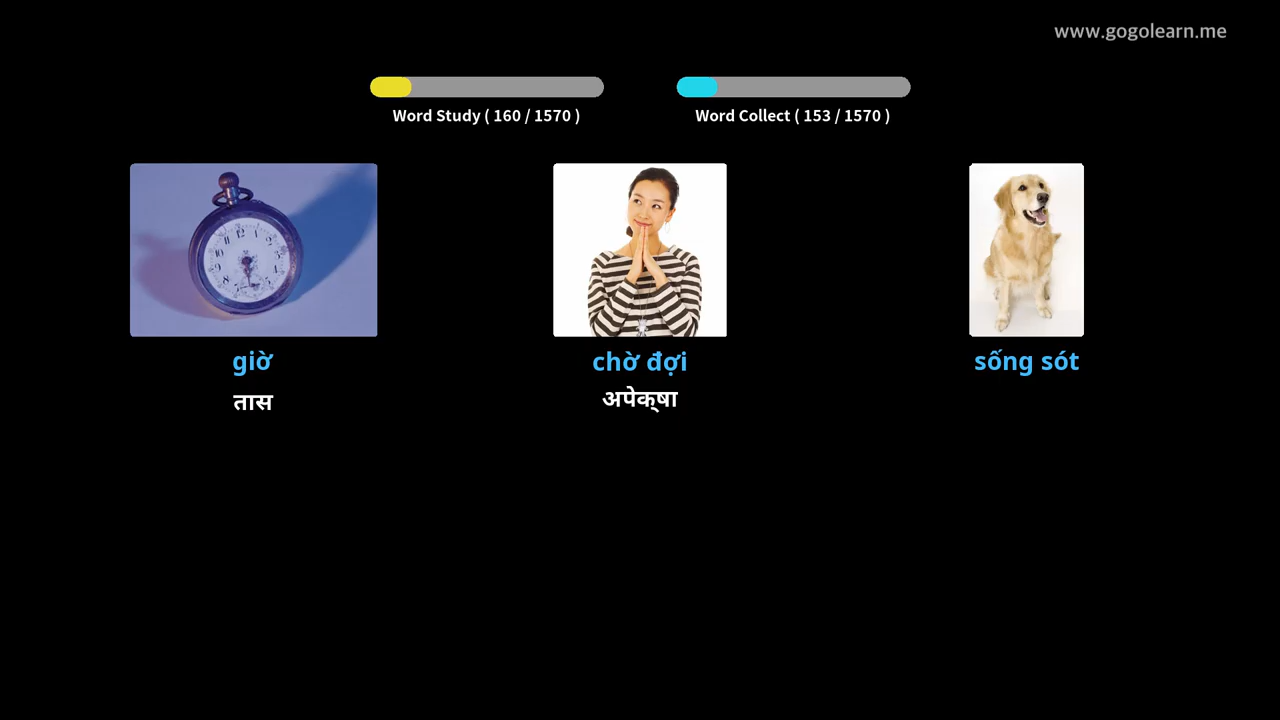 www.gogolearn.me
Word Study ( 160 / 1570 )
Word Collect ( 153 / 1570 )
giờ
chờ đợi
sống sót
तास
अपेक्षा